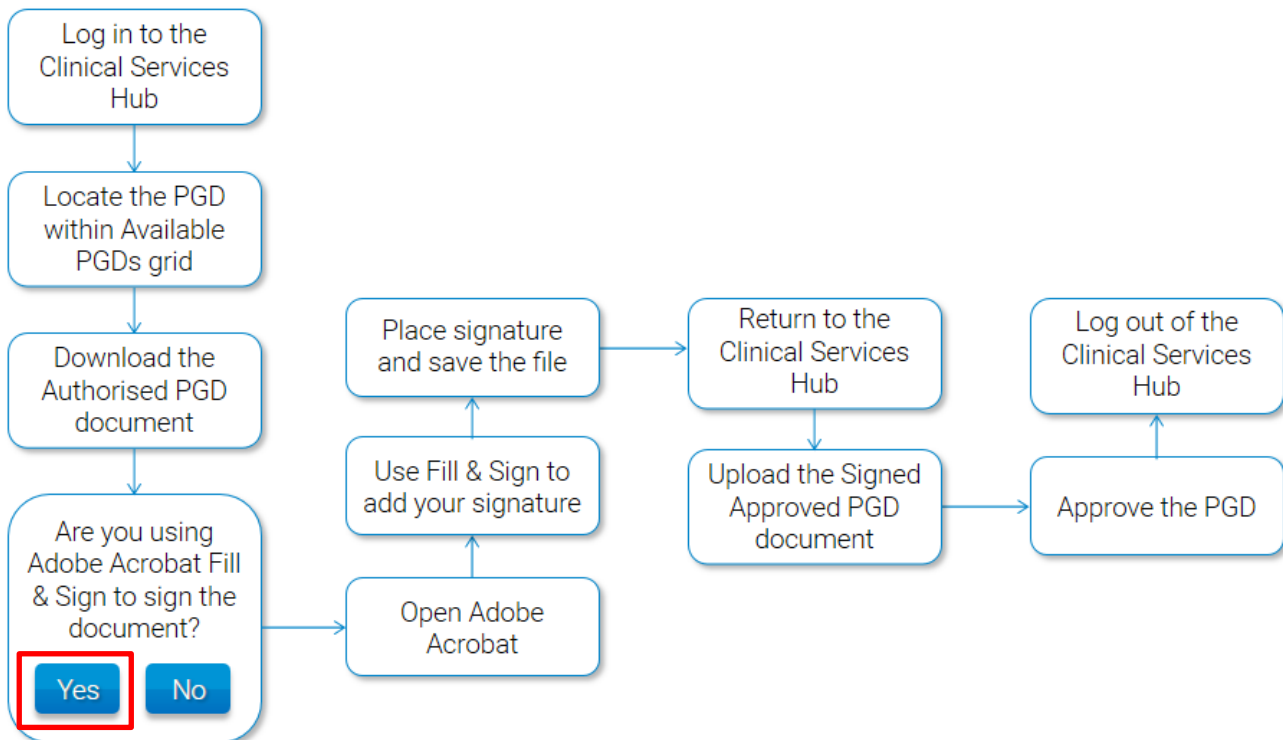 Log in to the
Clinical Services
Hub
Locate the PGD
within Available
PGDs grid
Download the
Authorised PGD
document
Are you using
Adobe Acrobat Fill
& Sign to sign the
document?
Yes
No
Open Adobe
Acrobat
Use Fill & Sign to
add your signature
Place signature
and save the file
Return to the
Clinical Services
Hub
Upload the Signed
Approved PGD
document
Approve the PGD
Log out of the
Clinical Services
Hub